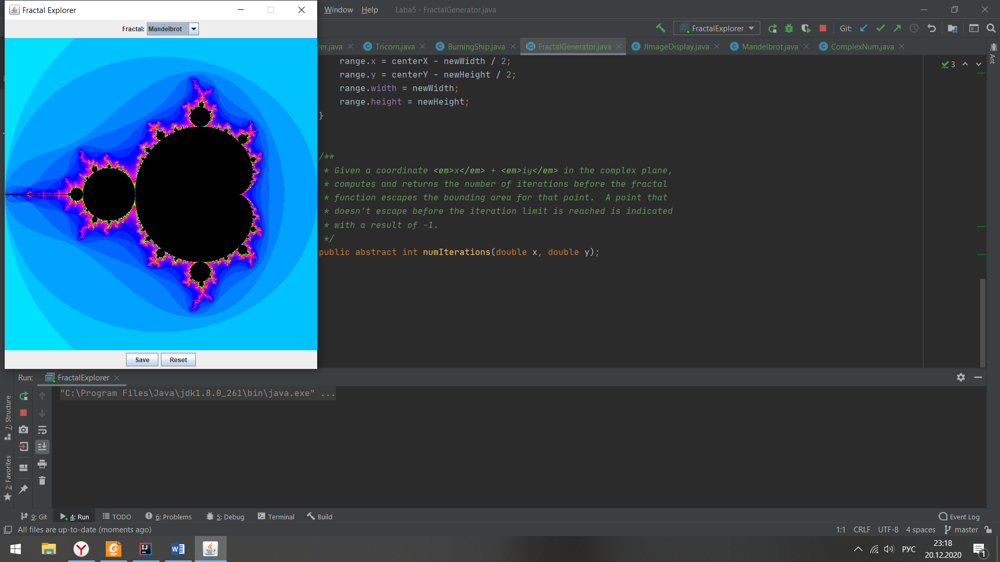 Fractal Explorer
Fractal: Mandelbrot
Save Reset
Window Help Laba5 - FractalGenerator.java
FractalExplorer Git:
rer.java Tricorn.java BurningShip.java FractalGenerator.java JImageDisplay.java Mandelbrot.java ComplexNum.java
Ant
3
range.x = centerX - newWidth / 2;
range.y = centerY - newHeight / 2;
range.width = newWidth;
range.height = newHeight;
}
/**
* Given a coordinate <em>x</em> + <em>iy</em> in the complex plane,
* computes and returns the number of iterations before the fractal
* function escapes the bounding area for that point.  A point that
* doesn't escape before the iteration limit is reached is indicated
* with a result of -1.
*/
public abstract int numIterations(double x, double y);
Run: FractalExplorer
"C:\Program Files\Java\jdk1.8.0_261\bin\java.exe" ...
7: Structure
2: Favorites
9: Git 4: Run TODO 6: Problems 5: Debug Terminal Build Event Log
All files are up-to-date (moments ago) 1:1 CRLF UTF-8 4 spaces master
PDF IJ W РУС 23:18
20.12.2020 1